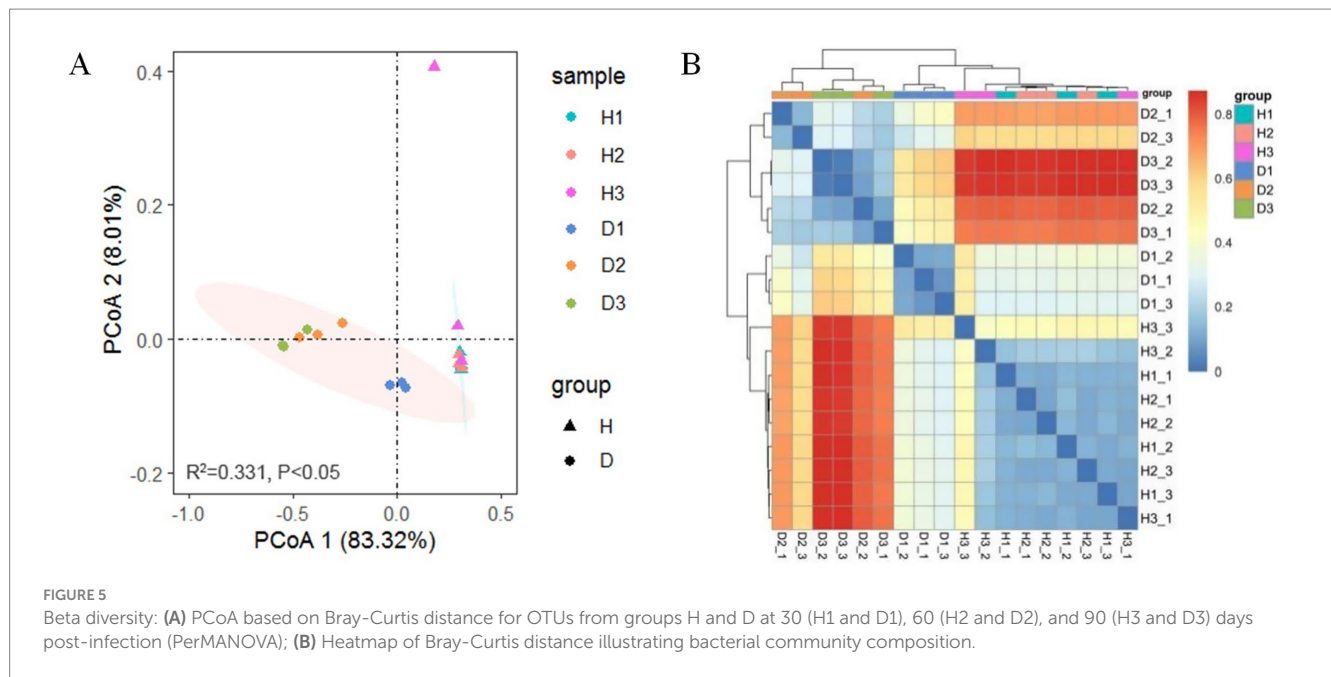 A
0.4
0.2
0.0
-0.2
PCoA 2 (8.01%)
R²=0.331, P<0.05
-1.0 -0.5 0.0 0.5
PCoA 1 (83.32%)
sample
H1
H2
H3
D1
D2
D3
group
H
D
B
group
D2_1
D2_3
D3_2
D3_3
D2_2
D3_1
D1_2
D1_1
D1_3
H3_3
H3_2
H1_1
H2_1
H2_2
H1_2
H2_3
H1_3
H3_1
D2_1 D2_3 D3_2 D3_3 D2_2 D3_1 D1_2 D1_1 D1_3 H3_3 H3_2 H1_1 H2_1 H2_2 H1_2 H2_3 H1_3 H3_1
0.8
0.6
0.4
0.2
0
group
H1
H2
H3
D1
D2
D3
FIGURE 5
Beta diversity: (A) PCoA based on Bray-Curtis distance for OTUs from groups H and D at 30 (H1 and D1), 60 (H2 and D2), and 90 (H3 and D3) days
post-infection (PerMANOVA); (B) Heatmap of Bray-Curtis distance illustrating bacterial community composition.